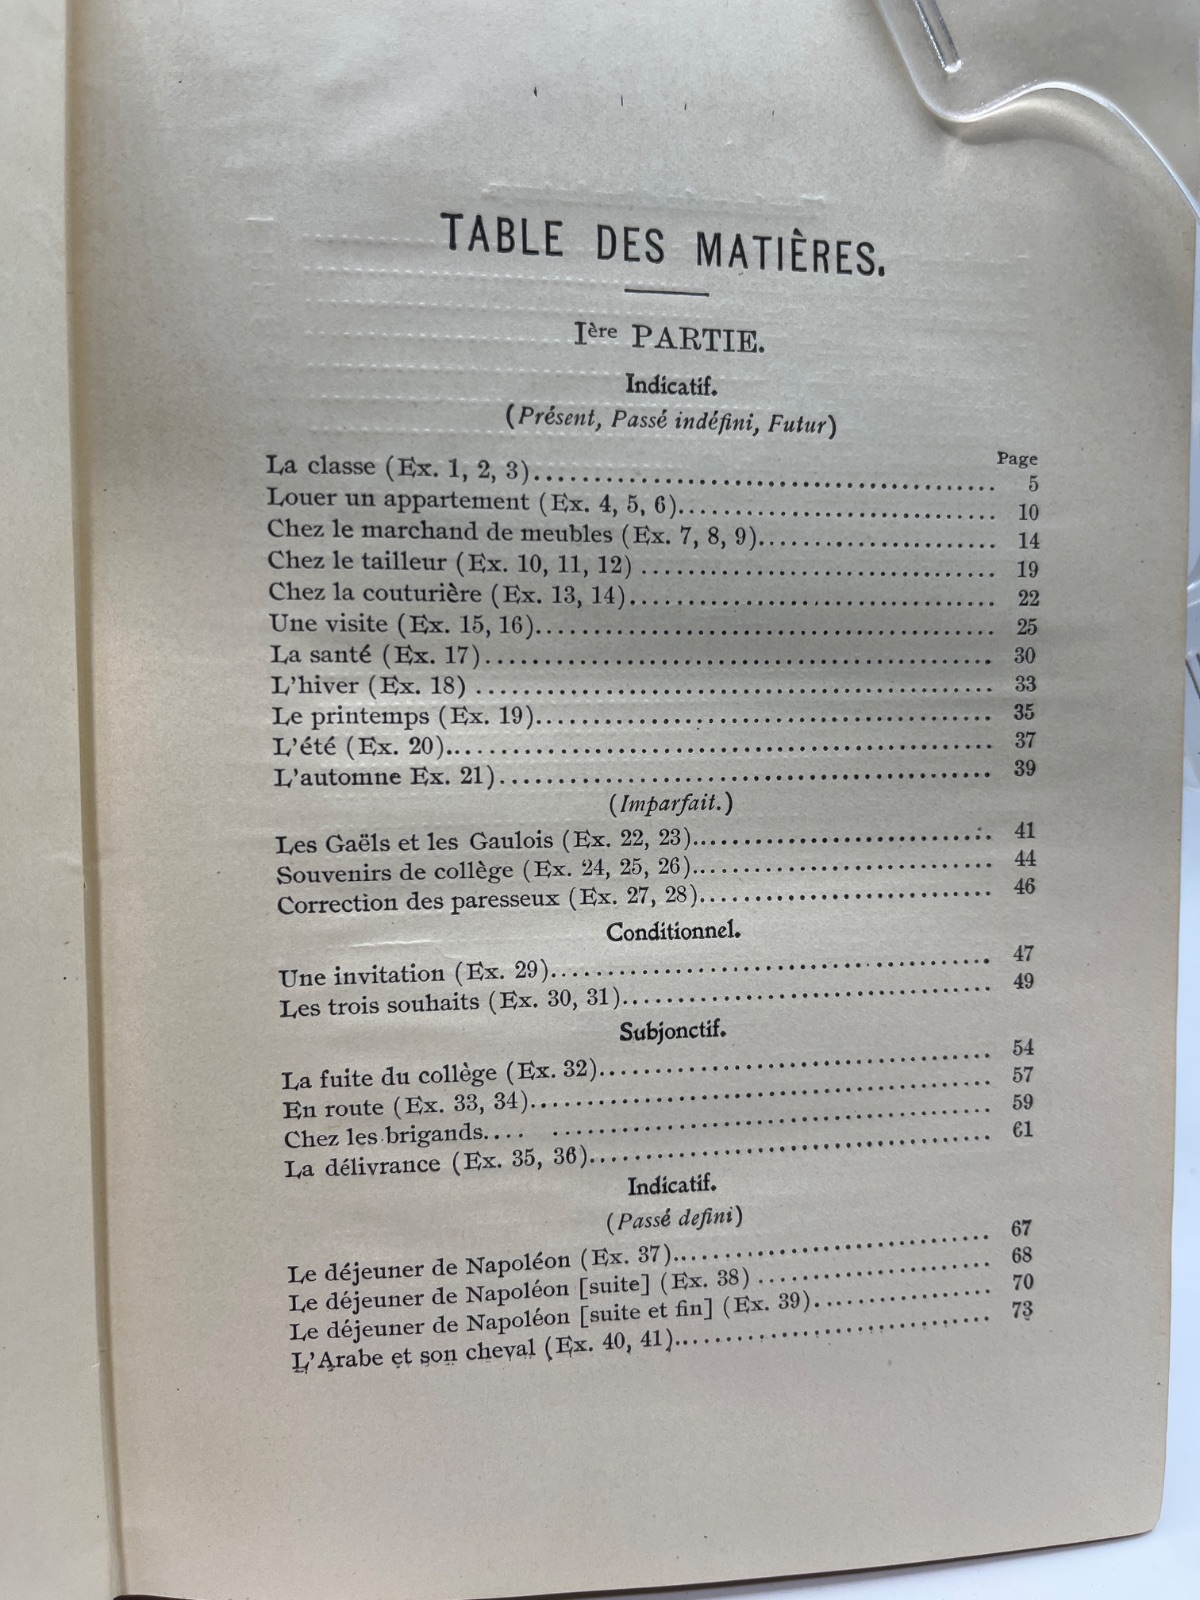 TABLE DES MATIÈRES.
Ière PARTIE.
Indicatif.
(Présent, Passé indéfini, Futur)
Page
La classe (Ex. 1, 2, 3) 5
Louer un appartement (Ex. 4, 5, 6) 10
Chez le marchand de meubles (Ex. 7, 8, 9) 14
Chez le tailleur (Ex. 10, 11, 12) 19
Chez la couturière (Ex. 13, 14) 22
Une visite (Ex. 15, 16) 25
La santé (Ex. 17) 30
L'hiver (Ex. 18) 33
Le printemps (Ex. 19) 35
L'été (Ex. 20) 37
L'automne Ex. 21) 39
(Imparfait.)
Les Gaëls et les Gaulois (Ex. 22, 23) 41
Souvenirs de collège (Ex. 24, 25, 26) 44
Correction des paresseux (Ex. 27, 28) 46
Conditionnel.
Une invitation (Ex. 29) 47
Les trois souhaits (Ex. 30, 31) 49
Subjonctif.
La fuite du collège (Ex. 32) 54
En route (Ex. 33, 34) 57
Chez les brigands 59
La délivrance (Ex. 35, 36) 61
Indicatif.
(Passé defini)
Le déjeuner de Napoléon (Ex. 37) 67
Le déjeuner de Napoléon [suite] (Ex. 38) 68
Le déjeuner de Napoléon [suite et fin] (Ex. 39) 70
L'Arabe et son cheval (Ex. 40, 41) 73